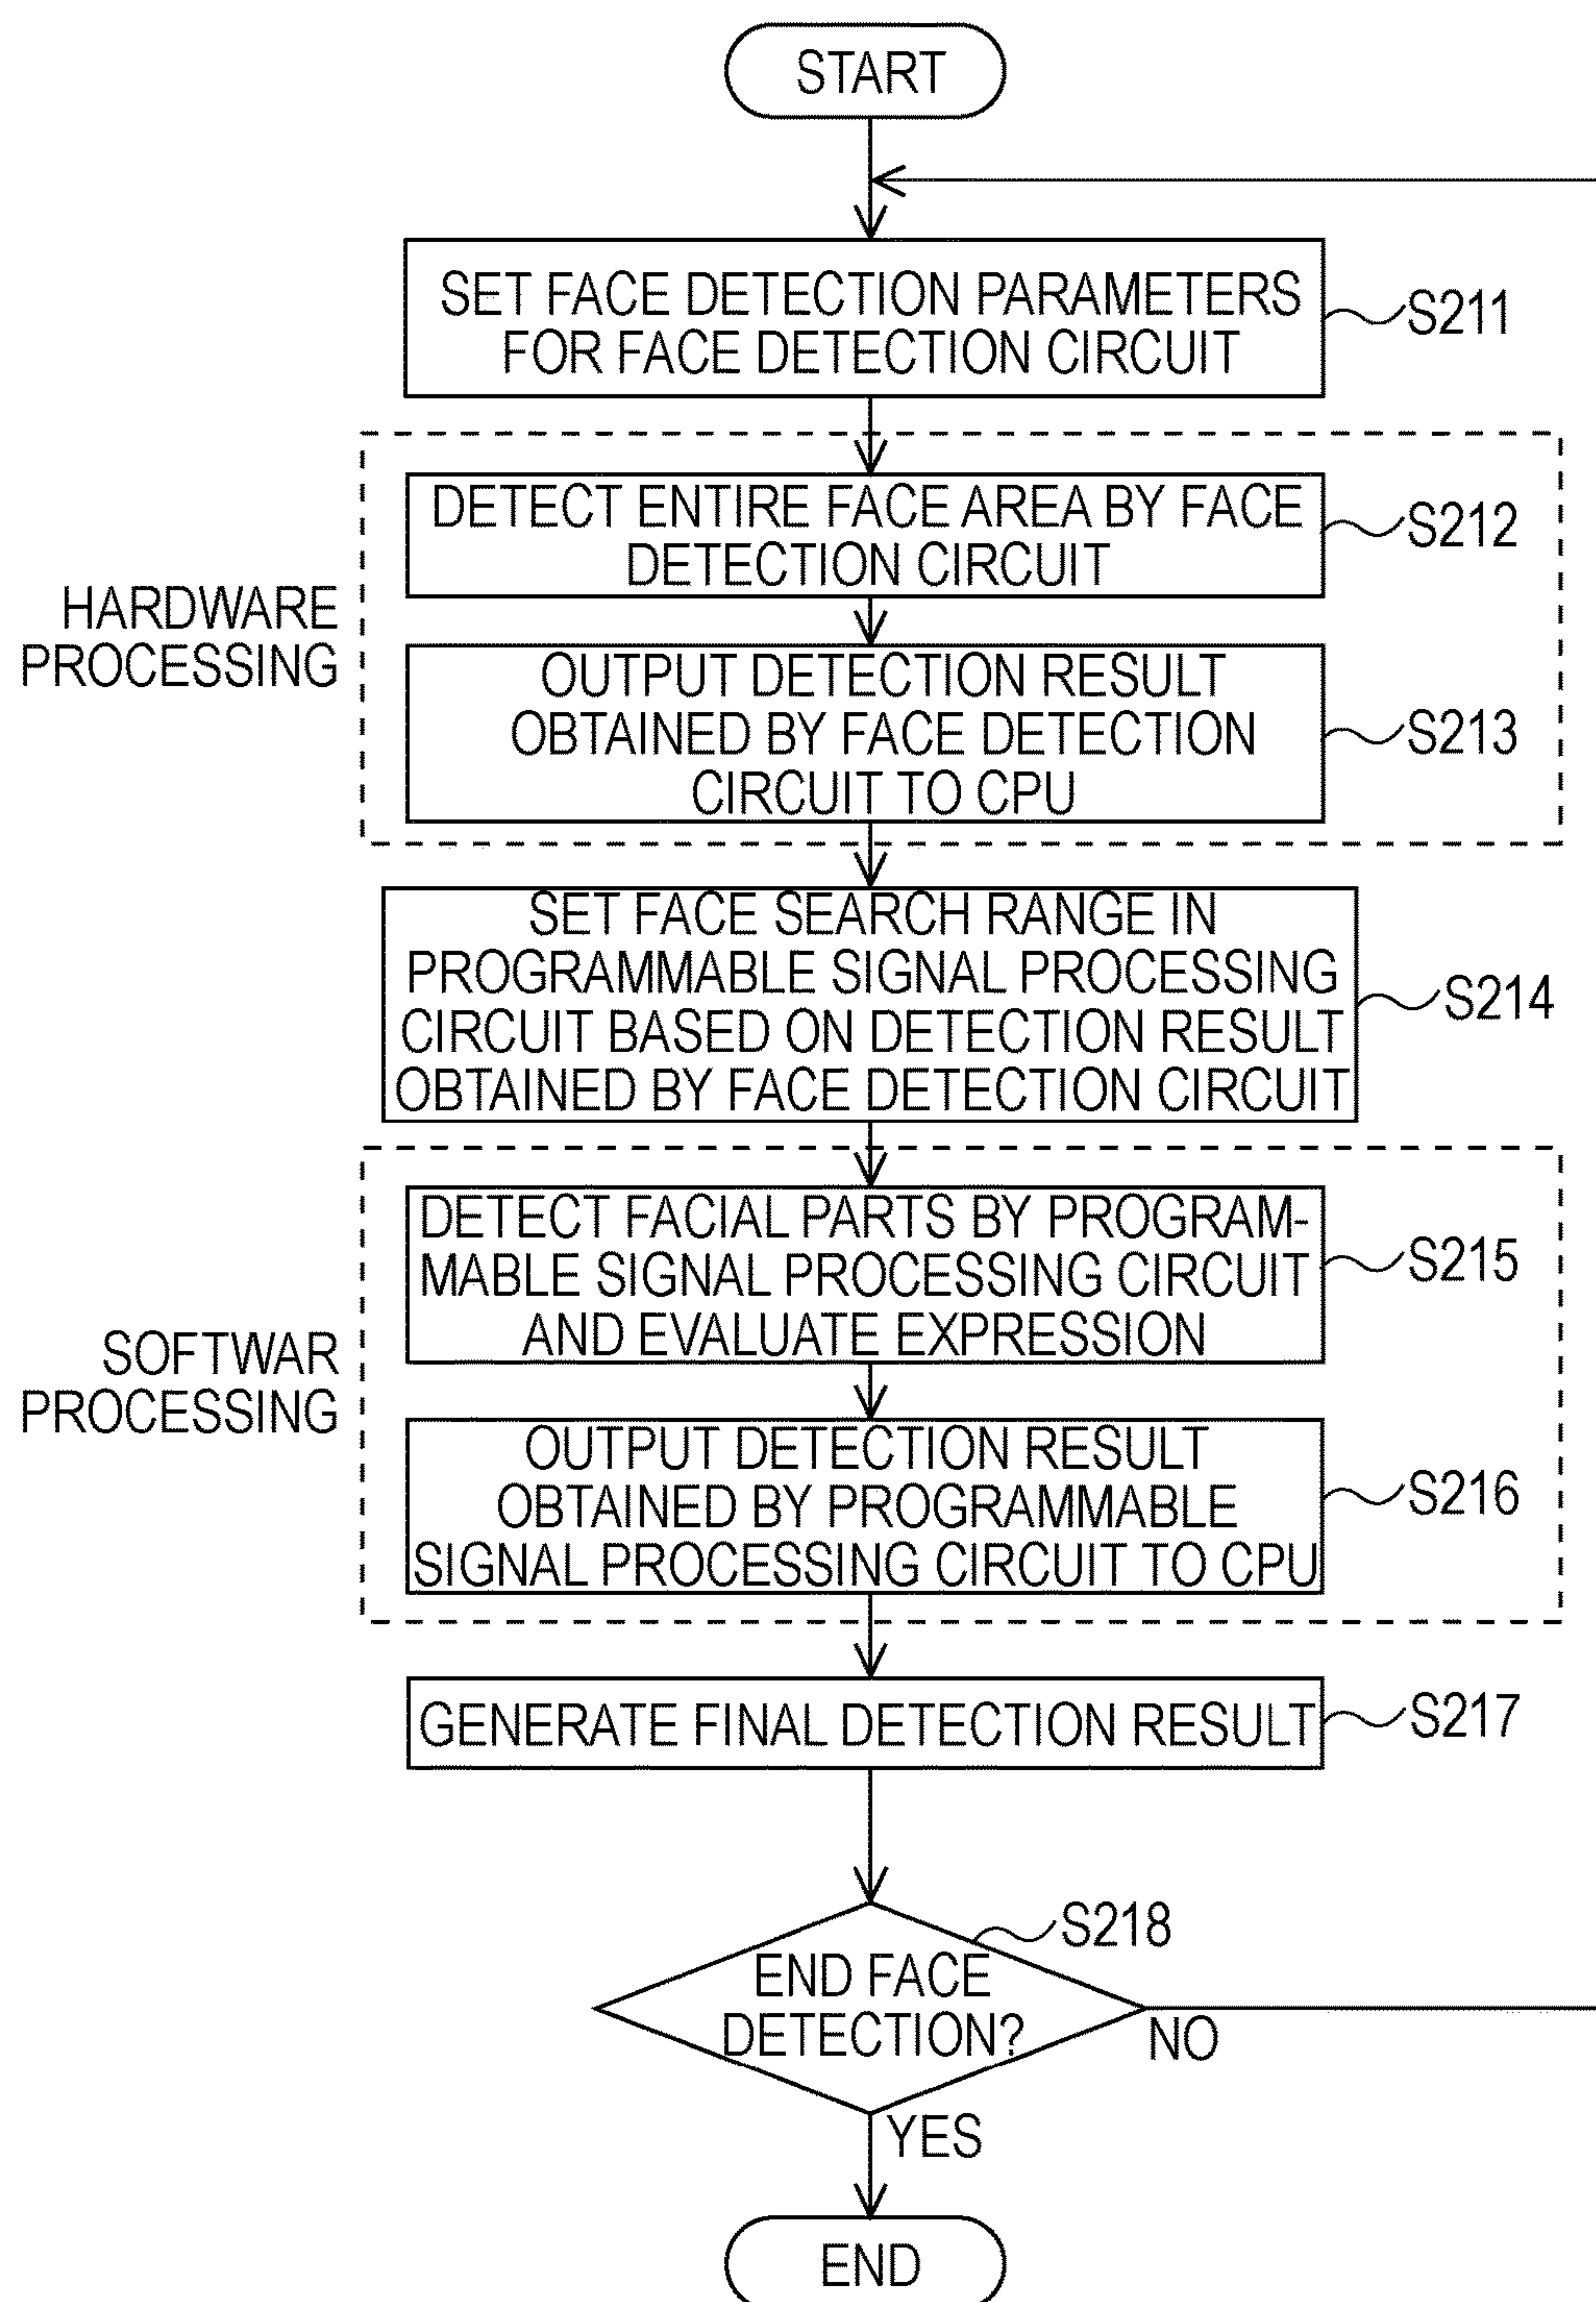 START
SET FACE DETECTION PARAMETERS
FOR FACE DETECTION CIRCUIT
S211
HARDWARE
PROCESSING
DETECT ENTIRE FACE AREA BY FACE
DETECTION CIRCUIT
S212
OUTPUT DETECTION RESULT
OBTAINED BY FACE DETECTION
CIRCUIT TO CPU
S213
SET FACE SEARCH RANGE IN
PROGRAMMABLE SIGNAL PROCESSING
CIRCUIT BASED ON DETECTION RESULT
OBTAINED BY FACE DETECTION CIRCUIT
S214
SOFTWAR
PROCESSING
DETECT FACIAL PARTS BY PROGRAM-
MABLE SIGNAL PROCESSING CIRCUIT
AND EVALUATE EXPRESSION
S215
OUTPUT DETECTION RESULT
OBTAINED BY PROGRAMMABLE
SIGNAL PROCESSING CIRCUIT TO CPU
S216
GENERATE FINAL DETECTION RESULT
S217
S218
END FACE
DETECTION?
NO
YES
END